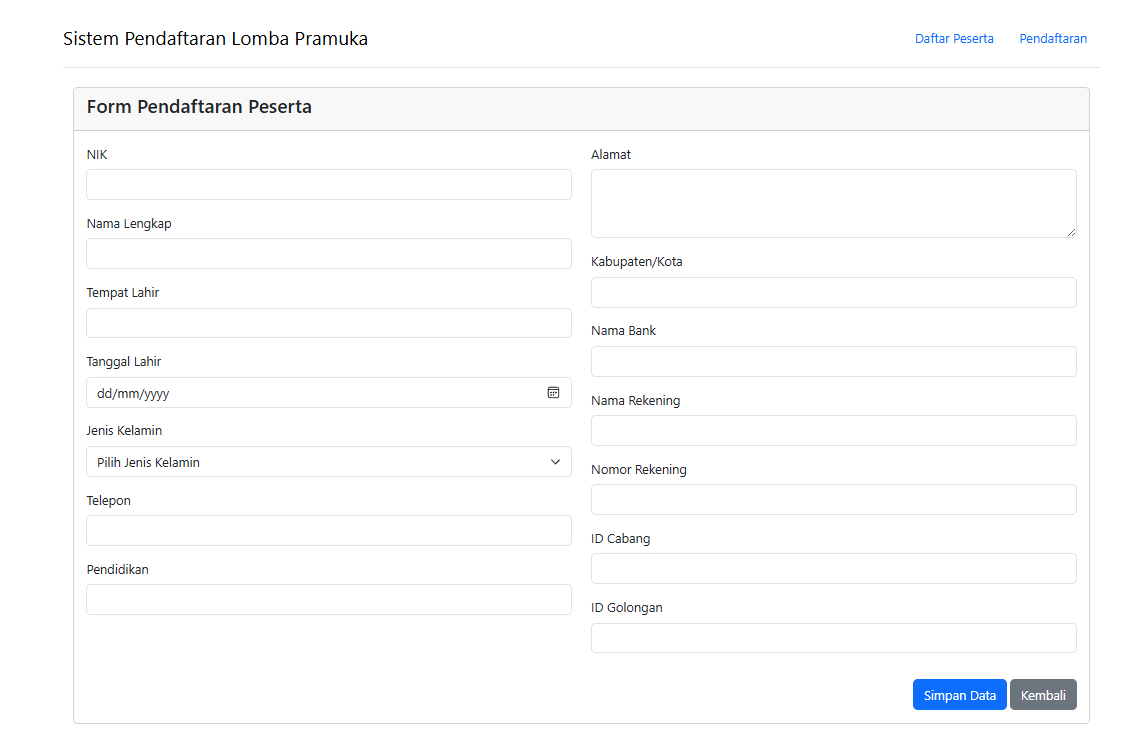 Sistem Pendaftaran Lomba Pramuka
Daftar Peserta
Pendaftaran
Form Pendaftaran Peserta
NIK
Nama Lengkap
Tempat Lahir
Tanggal Lahir
dd/mm/yyyy
Jenis Kelamin
Pilih Jenis Kelamin
Telepon
Pendidikan
Alamat
Kabupaten/Kota
Nama Bank
Nama Rekening
Nomor Rekening
ID Cabang
ID Golongan
Simpan Data
Kembali